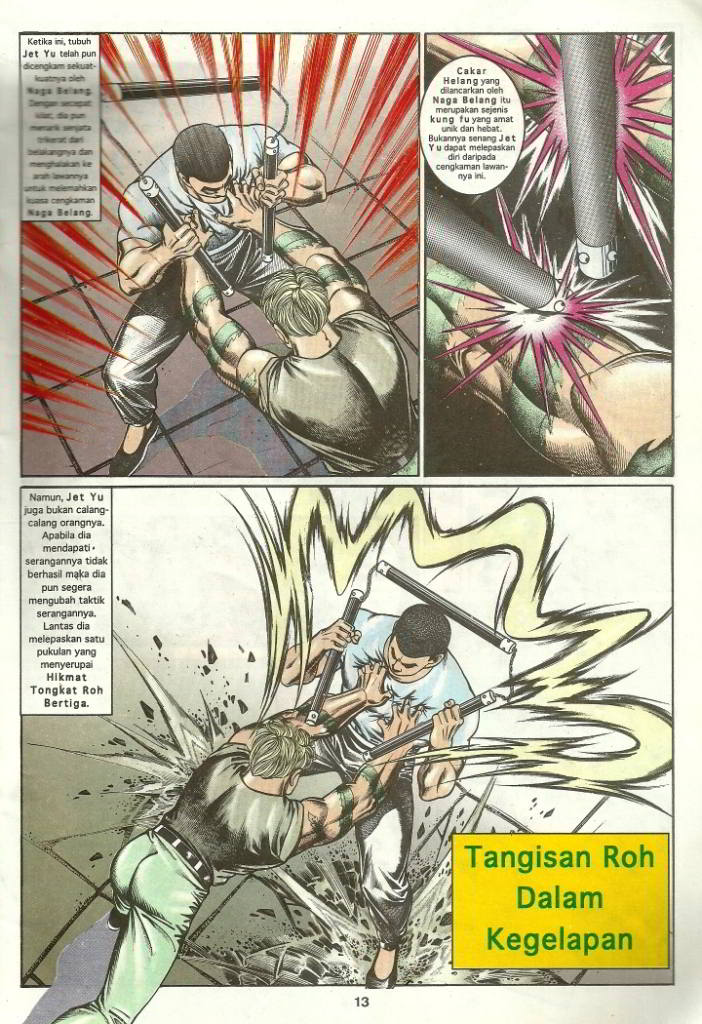 Ketika ini, tubuh
Jet Yu telah pun
dicengkam sekuat-
kuatnya oleh
Naga Belang.
Dengan secepat
kilat, dia pun
menarik senjata
trikerat dari
belakangnya dan
menghalakan ke
arah lawannya
untuk melemahkan
kuasa cengkaman
Naga Belang.
Cakar
Helang yang
dilancarkan oleh
Naga Belang itu
merupakan sejenis
kung fu yang amat
unik dan hebat.
Bukannya senang Jet
Yu dapat melepaskan
diri daripada
cengkaman lawan-
nya ini.
Namun, Jet Yu
juga bukan calang-
calang orangnya.
Apabila dia
mendapati
serangannya tidak
berhasil maka dia
pun segera
mengubah taktik
serangannya.
Lantas dia
melepaskan satu
pukulan yang
menyerupai
Hikmat
Tongkat Roh
Bertiga.
Tangisan Roh
Dalam
Kegelapan
13